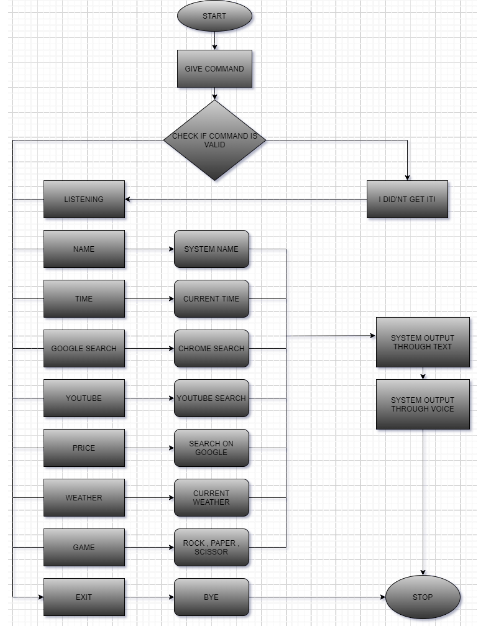 START
GIVE COMMAND
CHECK IF COMMAND IS
VALID
LISTENING
I DID'NT GET IT!
NAME
SYSTEM NAME
TIME
CURRENT TIME
GOOGLE SEARCH
CHROME SEARCH
SYSTEM OUTPUT
THROUGH TEXT
YOUTUBE
YOUTUBE SEARCH
SYSTEM OUTPUT
THROUGH VOICE
PRICE
SEARCH ON
GOOGLE
WEATHER
CURRENT
WEATHER
GAME
ROCK , PAPER ,
SCISSOR
EXIT
BYE
STOP